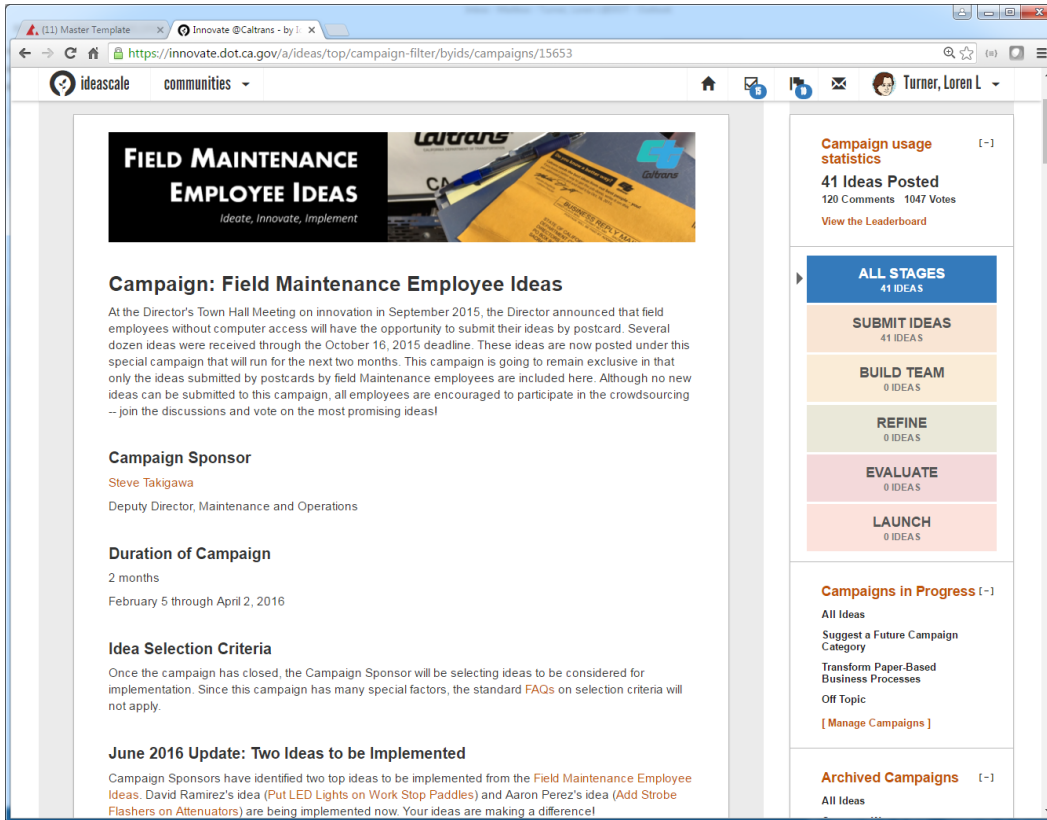 (11) Master Template
Innovate @Caltrans - by Id
https://innovate.dot.ca.gov/a/ideas/top/campaign-filter/byids/campaigns/15653
ideascale
communities
15
10
Turner, Loren L
FIELD MAINTENANCE
EMPLOYEE IDEAS
Ideate, Innovate, Implement
Caltrans
CA
Do you have a better way?
BUSINESS REPLY MAIL
Caltrans
Campaign: Field Maintenance Employee Ideas
At the Director's Town Hall Meeting on innovation in September 2015, the Director announced that field
employees without computer access will have the opportunity to submit their ideas by postcard. Several
dozen ideas were received through the October 16, 2015 deadline. These ideas are now posted under this
special campaign that will run for the next two months. This campaign is going to remain exclusive in that
only the ideas submitted by postcards by field Maintenance employees are included here. Although no new
ideas can be submitted to this campaign, all employees are encouraged to participate in the crowdsourcing
-- join the discussions and vote on the most promising ideas!
Campaign Sponsor
Steve Takigawa
Deputy Director, Maintenance and Operations
Duration of Campaign
2 months
February 5 through April 2, 2016
Idea Selection Criteria
Once the campaign has closed, the Campaign Sponsor will be selecting ideas to be considered for
implementation. Since this campaign has many special factors, the standard FAQs on selection criteria will
not apply.
June 2016 Update: Two Ideas to be Implemented
Campaign Sponsors have identified two top ideas to be implemented from the Field Maintenance Employee
Ideas. David Ramirez's idea (Put LED Lights on Work Stop Paddles) and Aaron Perez's idea (Add Strobe
Flashers on Attenuators) are being implemented now. Your ideas are making a difference!
Campaign usage
statistics
[-]
41 Ideas Posted
120 Comments 1047 Votes
View the Leaderboard
ALL STAGES
41 IDEAS
SUBMIT IDEAS
41 IDEAS
BUILD TEAM
0 IDEAS
REFINE
0 IDEAS
EVALUATE
0 IDEAS
LAUNCH
0 IDEAS
Campaigns in Progress [-]
All Ideas
Suggest a Future Campaign
Category
Transform Paper-Based
Business Processes
Off Topic
[ Manage Campaigns ]
Archived Campaigns [-]
All Ideas